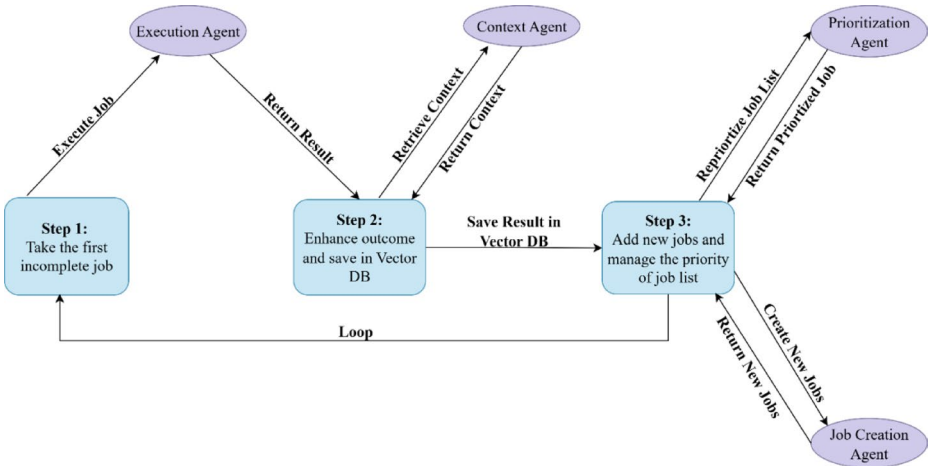 Execution Agent
Context Agent
Prioritization
Agent
Execute Job
Return Result
Retrieve Context
Return Context
Repriortize Job List
Return Priortized Job
Step 1:
Take the first
incomplete job
Step 2:
Enhance outcome
and save in Vector
DB
Save Result in
Vector DB
Step 3:
Add new jobs and
manage the priority
of job list
Loop
Create New Jobs
Return New Jobs
Job Creation
Agent